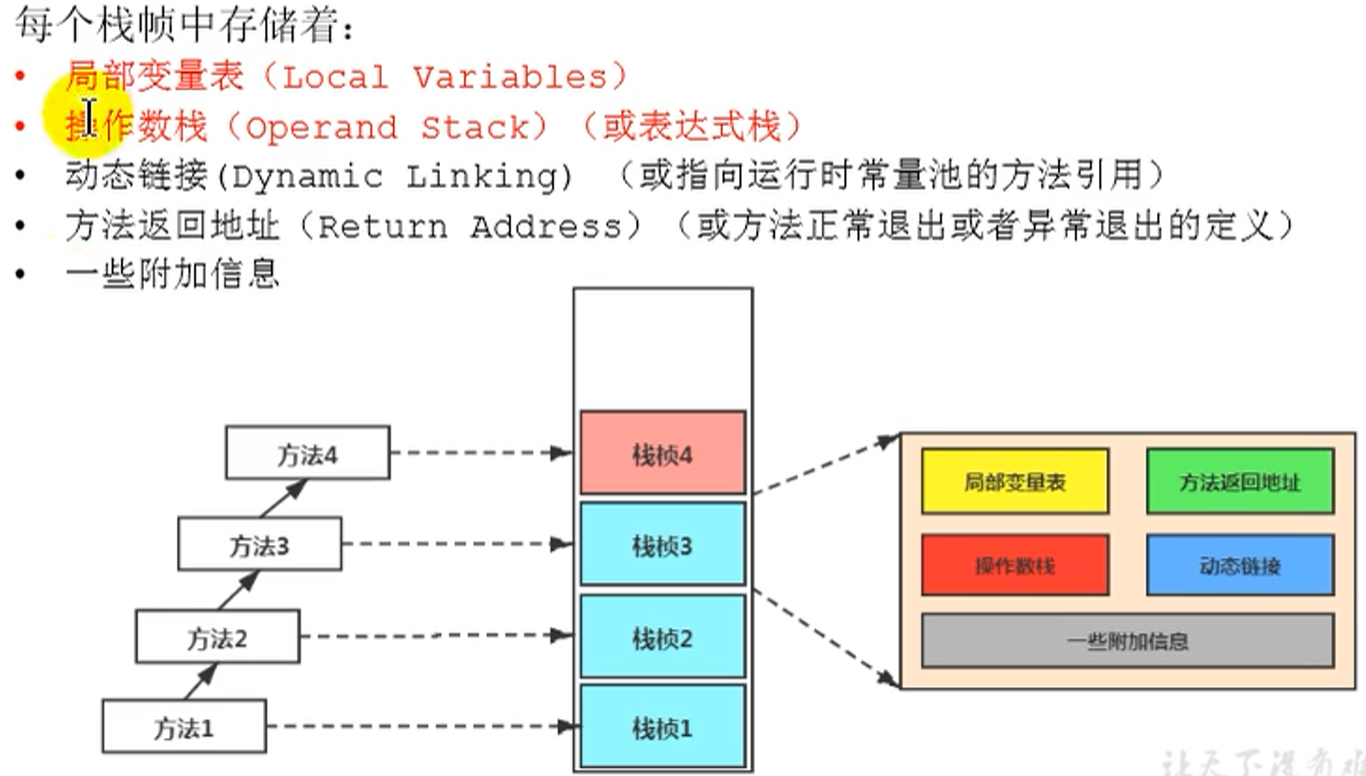 每个栈帧中存储着：
• 局部变量表（Local Variables）
• 操作数栈（Operand Stack）（或表达式栈）
• 动态链接(Dynamic Linking) （或指向运行时常量池的方法引用）
• 方法返回地址（Return Address）（或方法正常退出或者异常退出的定义）
• 一些附加信息
方法4
栈桢4
局部变量表
方法返回地址
方法3
栈桢3
操作数栈
动态链接
方法2
栈桢2
一些附加信息
方法1
栈桢1
让天下没有难